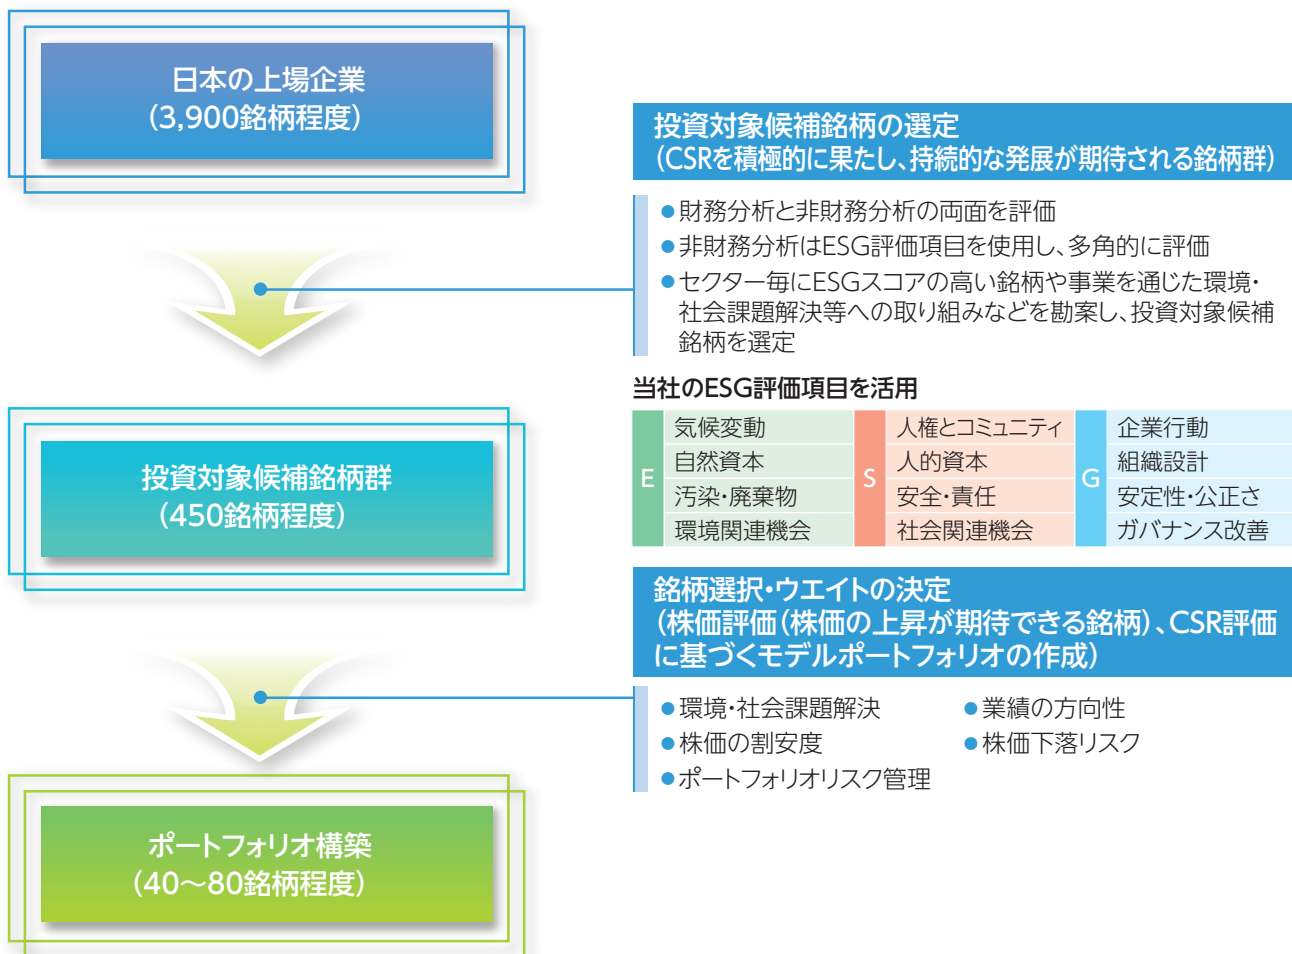 日本の上場企業
(3,900銘柄程度)
投資対象候補銘柄の選定
(CSRを積極的に果たし、持続的な発展が期待される銘柄群)
●財務分析と非財務分析の両面を評価
●非財務分析はESG評価項目を使用し、多角的に評価
●セクター毎にESGスコアの高い銘柄や事業を通じた環境・
社会課題解決等への取り組みなどを勘案し、投資対象候補
銘柄を選定
当社のESG評価項目を活用
E
気候変動
自然資本
汚染・廃棄物
環境関連機会
S
人権とコミュニティ
人的資本
安全・責任
社会関連機会
G
企業行動
組織設計
安定性・公正さ
ガバナンス改善
投資対象候補銘柄群
(450銘柄程度)
銘柄選択・ウエイトの決定
(株価評価(株価の上昇が期待できる銘柄)、CSR評価
に基づくモデルポートフォリオの作成)
●環境・社会課題解決
●業績の方向性
●株価の割安度
●株価下落リスク
●ポートフォリオリスク管理
ポートフォリオ構築
(40～80銘柄程度)